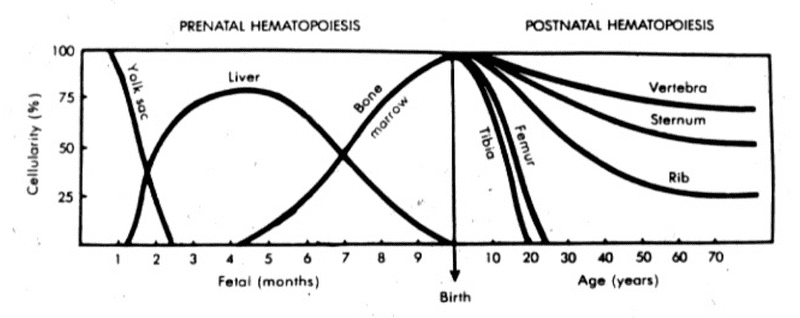 PRENATAL HEMATOPOIESIS
POSTNATAL HEMATOPOIESIS
Cellularity (%)
100
75
50
25
Yolk sac
Liver
Bone
marrow
Tibia
Femur
Vertebra
Sternum
Rib
1 2 3 4 5 6 7 8 9
10 20 30 40 50 60 70
Fetal (months)
Age (years)
Birth